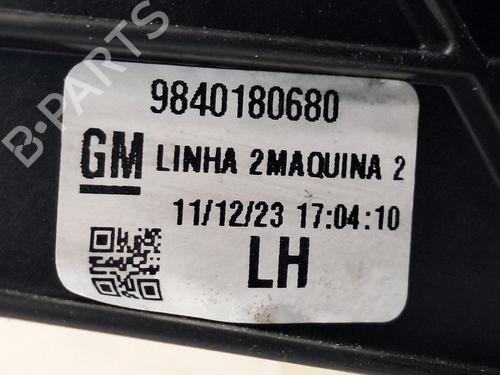 B-PARTS
9840180680
GM LINHA 2MAQUINA 2
11/12/23 17:04:10
LH